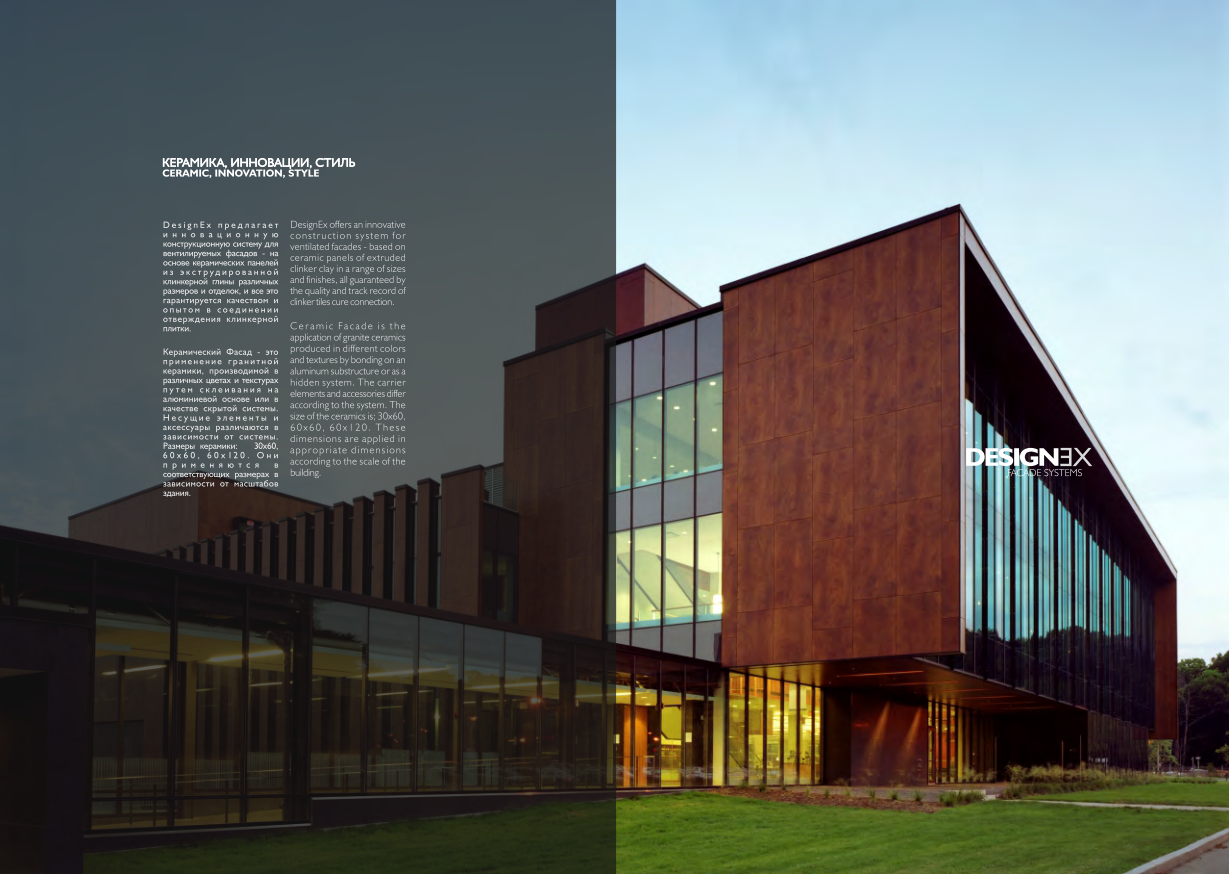 КЕРАМИКА, ИННОВАЦИИ, СТИЛЬ
CERAMIC, INNOVATION, STYLE
DesignEx предлагает
инновационную
конструкционную систему для
вентилируемых фасадов - на
основе керамических панелей
из экструдированной
клинкерной глины различных
размеров и отделок, и все это
гарантируется качеством и
опытом в соединении
отверждения клинкерной
плитки.
Керамический Фасад - это
применение гранитной
керамики, производимой в
различных цветах и текстурах
путем склеивания на
алюминиевой основе или в
качестве скрытой системы.
Несущие элементы и
аксессуары различаются в
зависимости от системы.
Размеры керамики: 30x60,
60x60, 60x120. Они
применяются в
соответствующих размерах в
зависимости от масштабов
здания.
DesignEx offers an innovative
construction system for
ventilated facades - based on
ceramic panels of extruded
clinker clay in a range of sizes
and finishes, all guaranteed by
the quality and track record of
clinker tiles cure connection.
Ceramic Facade is the
application of granite ceramics
produced in different colors
and textures by bonding on an
aluminum substructure or as a
hidden system. The carrier
elements and accessories differ
according to the system. The
size of the ceramics is; 30x60,
60x60, 60x120. These
dimensions are applied in
appropriate dimensions
according to the scale of the
building.
DESIGNEX
FACADE SYSTEMS